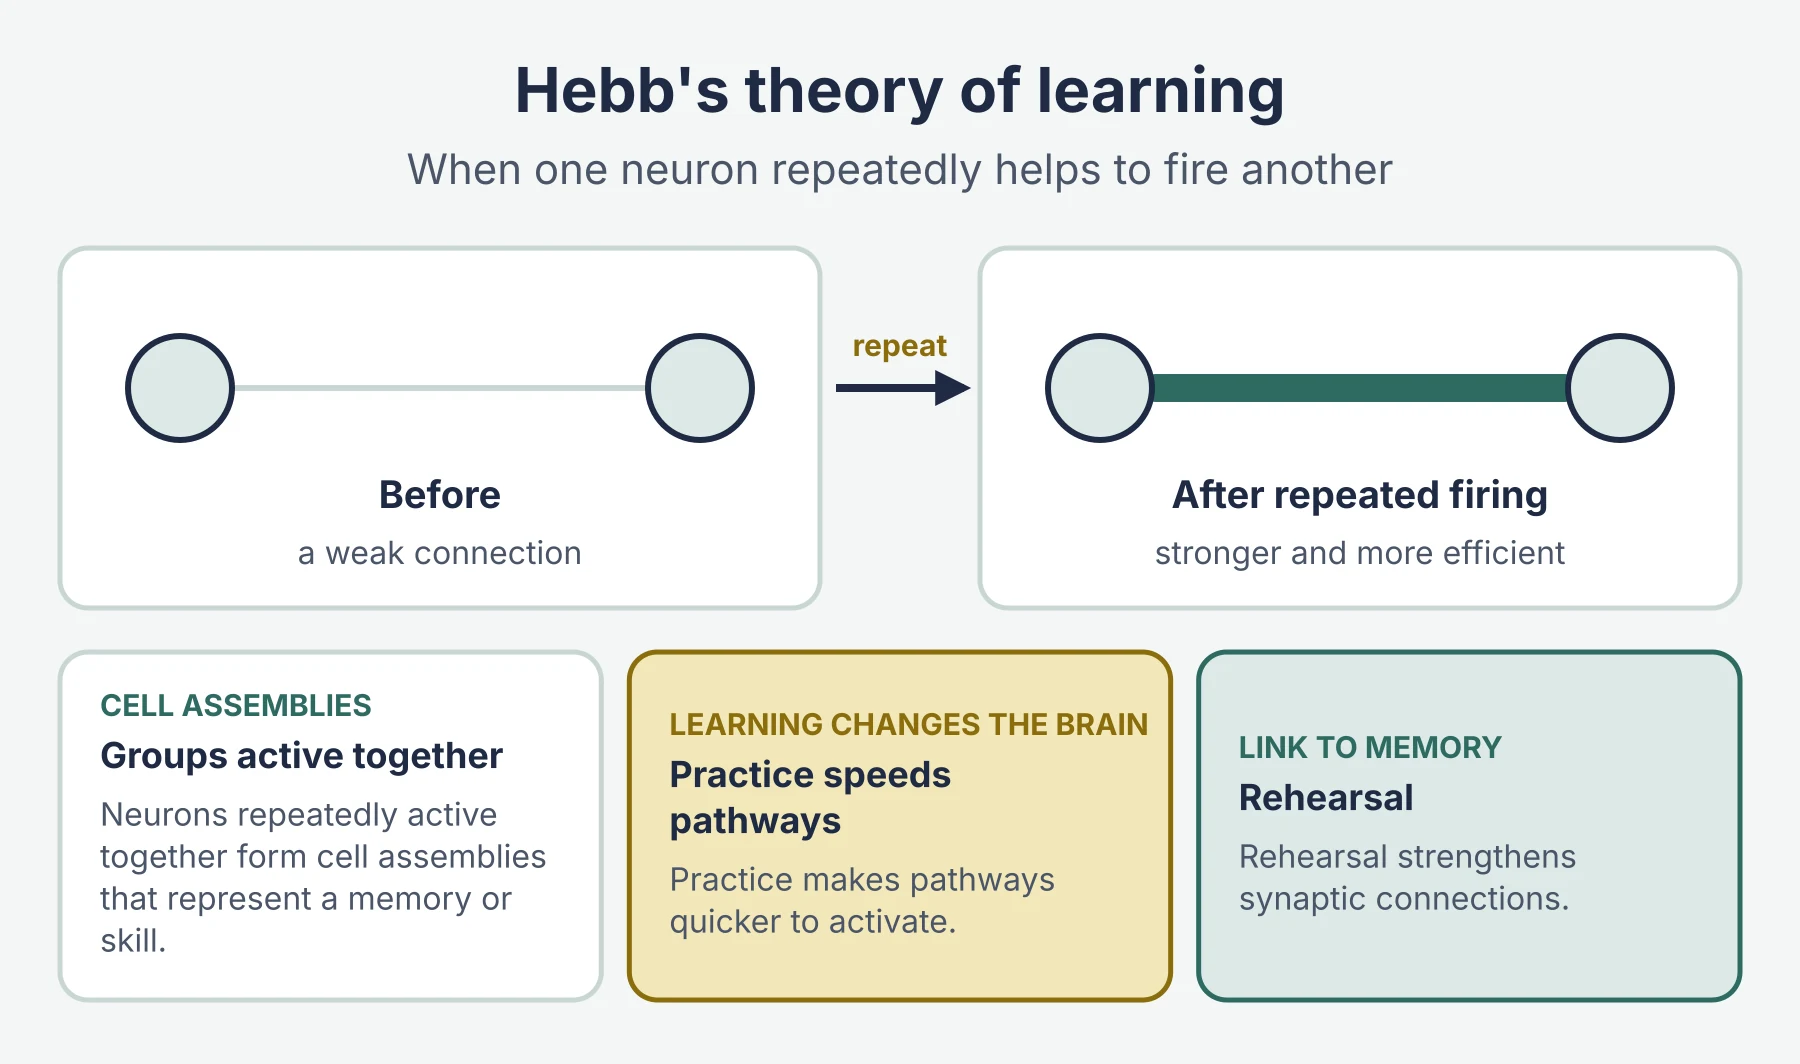 Hebb's theory of learning
When one neuron repeatedly helps to fire another
repeat
Before
a weak connection
After repeated firing
stronger and more efficient
CELL ASSEMBLIES
Groups active together
Neurons repeatedly active
together form cell assemblies
that represent a memory or
skill.
LEARNING CHANGES THE BRAIN
Practice speeds
pathways
Practice makes pathways
quicker to activate.
LINK TO MEMORY
Rehearsal
Rehearsal strengthens
synaptic connections.